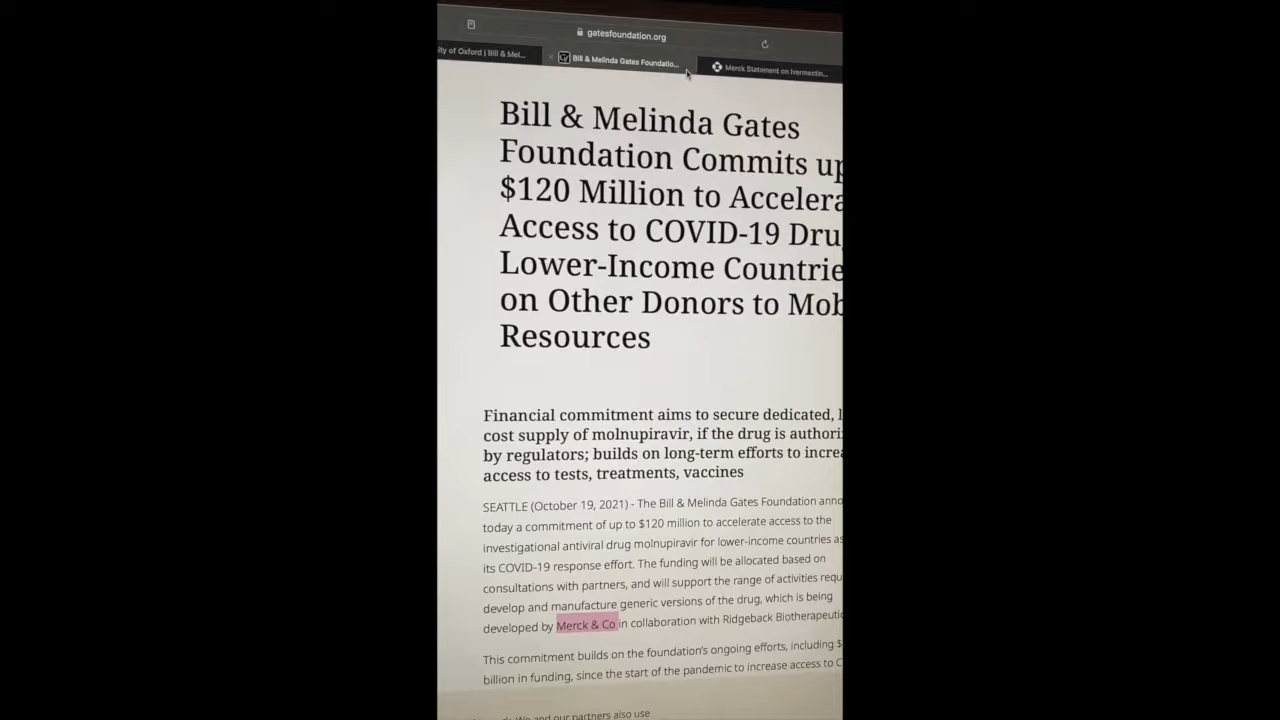 gatesfoundation.org
ity of Oxford | Bill & Mel...
Bill & Melinda Gates Foundatio...
Merck Statement on Ivermectin...
Bill & Melinda Gates
Foundation Commits up
$120 Million to Accelera
Access to COVID-19 Dru
Lower-Income Countrie
on Other Donors to Mob
Resources
Financial commitment aims to secure dedicated, l
cost supply of molnupiravir, if the drug is authori
by regulators; builds on long-term efforts to increa
access to tests, treatments, vaccines
SEATTLE (October 19, 2021) - The Bill & Melinda Gates Foundation anno
today a commitment of up to $120 million to accelerate access to the
investigational antiviral drug molnupiravir for lower-income countries as
its COVID-19 response effort. The funding will be allocated based on
consultations with partners, and will support the range of activities requ
develop and manufacture generic versions of the drug, which is being
developed by Merck & Co in collaboration with Ridgeback Biotherapeutic
This commitment builds on the foundation's ongoing efforts, including $
billion in funding, since the start of the pandemic to increase access to C
We and our partners also use